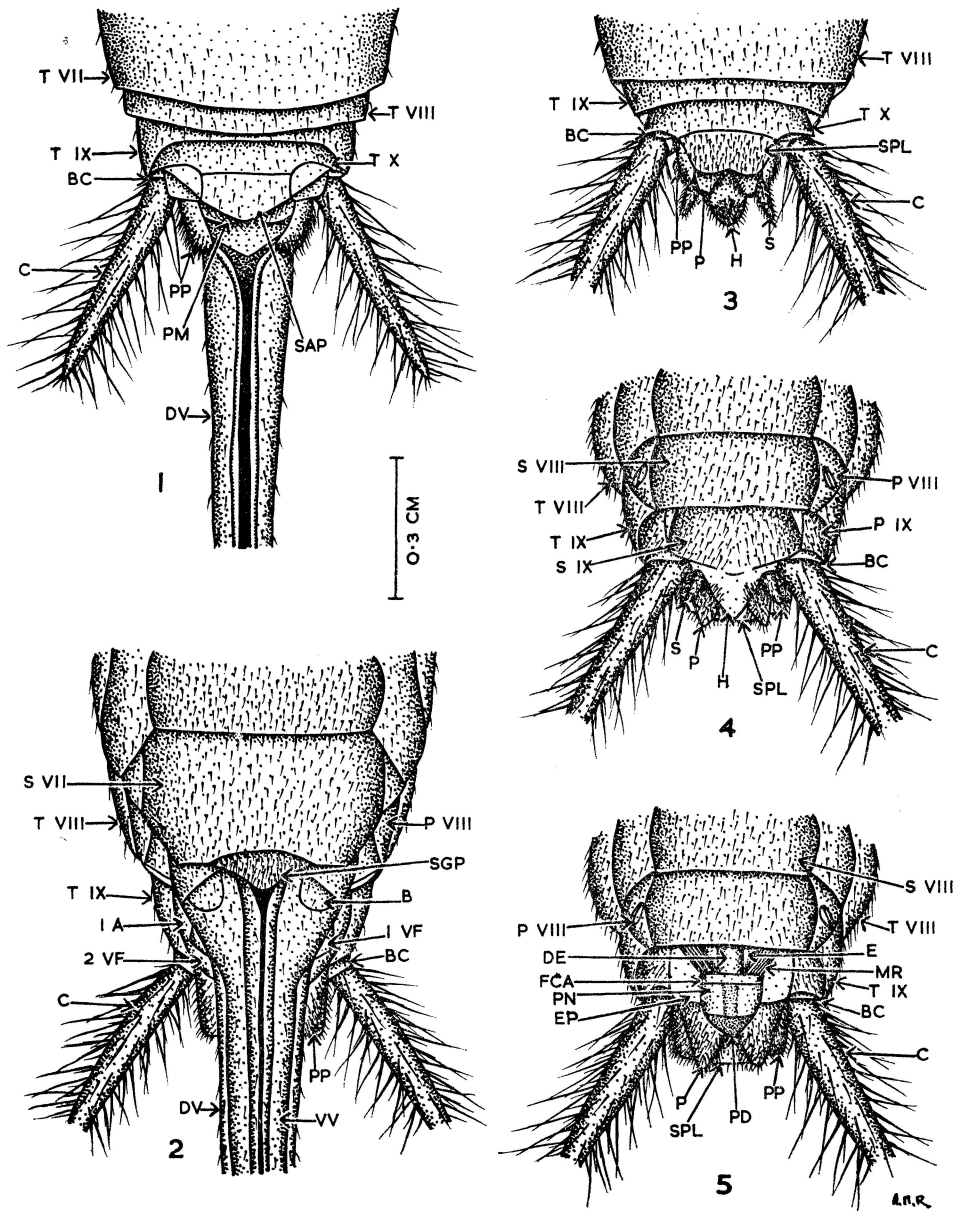 T VII
T VIII
T IX
T X
BC
C
PP
PM
SAP
DV
1
0·3 CM
S VII
T VIII
P VIII
SGP
T IX
B
1 A
1 VF
2 VF
BC
C
PP
DV
VV
2
T VIII
T IX
T X
BC
SPL
C
PP
P
H
S
3
S VIII
P VIII
T VIII
P IX
T IX
S IX
BC
S
P
H
SPL
PP
C
4
S VIII
P VIII
T VIII
DE
E
FCA
MR
PN
T IX
EP
BC
C
P
SPL
PD
PP
5
A.M.R.